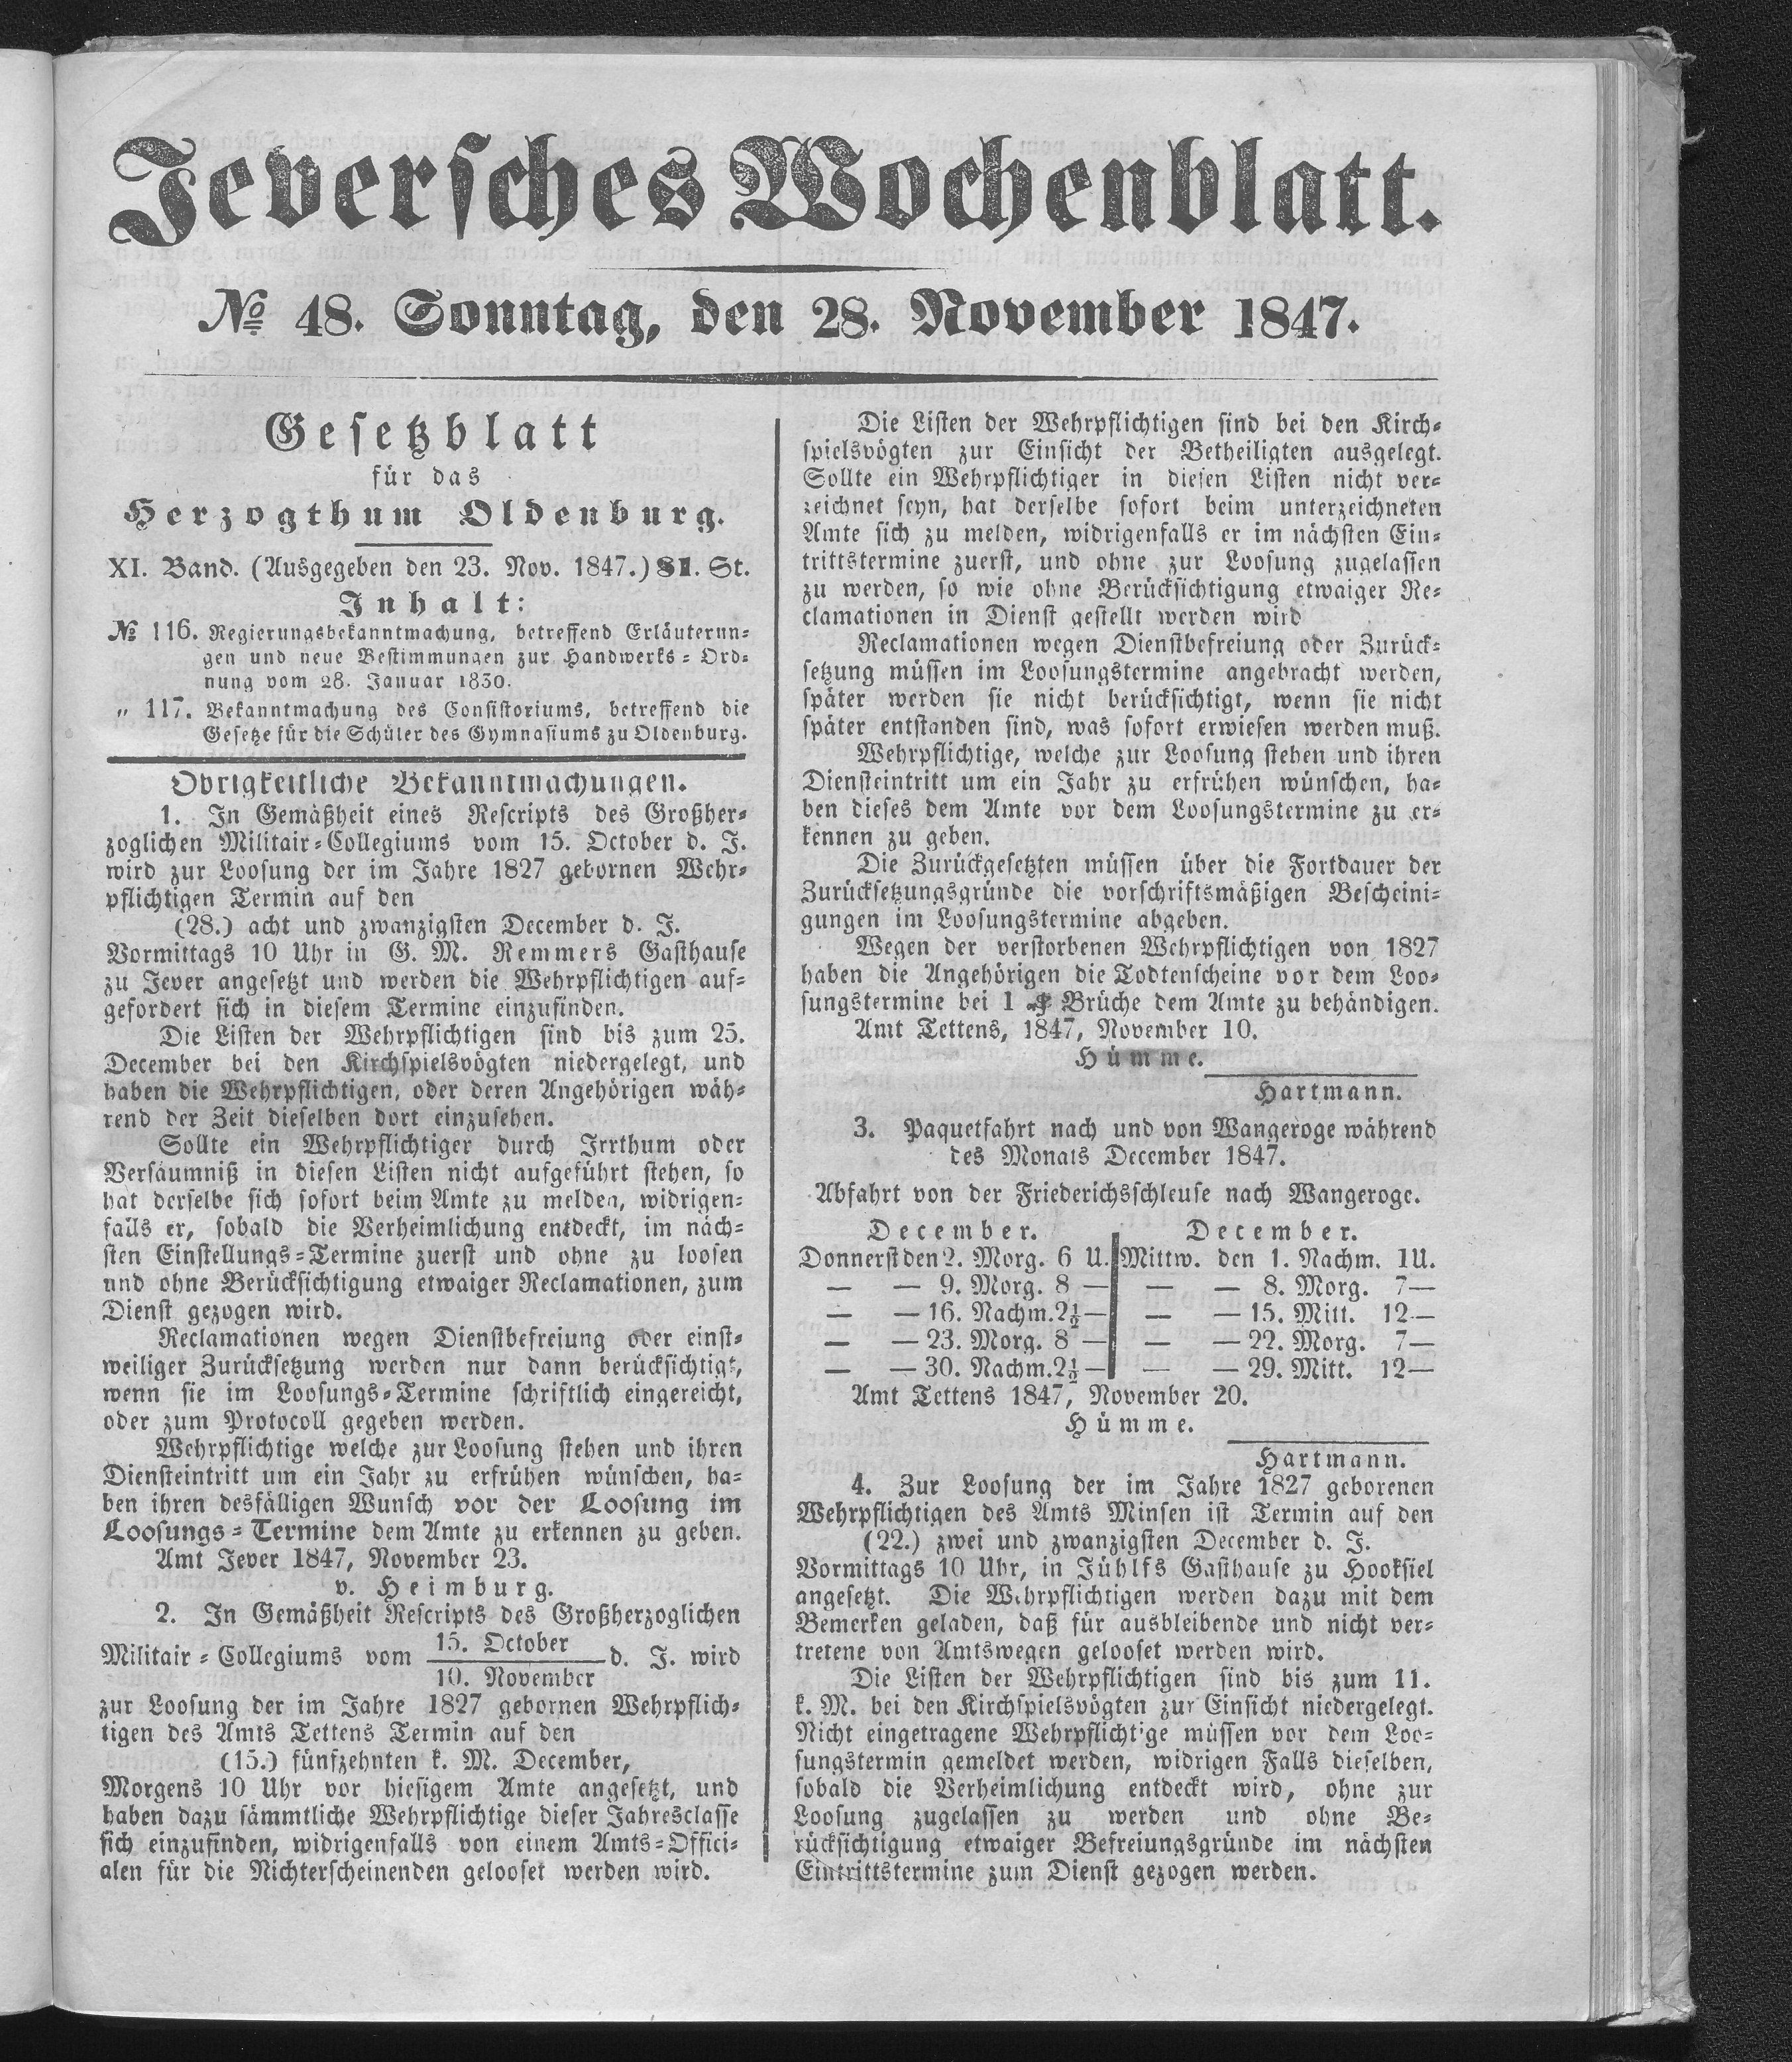 Jeversches Wochenblatt.
№ 48. Sonntag, den 28. November 1847.
Gesetzblatt
für das
Herzogthum Oldenburg.
XI. Band. (Ausgegeben den 23. Nov. 1847.) 81. St.
Inhalt:
№ 116. Regierungsbekanntmachung, betreffend Erläuterun-
gen und neue Bestimmungen zur Handwerks-Ord-
nung vom 28. Januar 1830.
„ 117. Bekanntmachung des Consistoriums, betreffend die
Gesetze für die Schüler des Gymnasiums zu Oldenburg.
Obrigkeitliche Bekanntmachungen.
1. In Gemäßheit eines Rescripts des Großher-
zoglichen Militair-Collegiums vom 15. October d. J.
wird zur Loosung der im Jahre 1827 gebornen Wehr-
pflichtigen Termin auf den
(28.) acht und zwanzigsten December d. J.
Vormittags 10 Uhr in G. M. Remmers Gasthause
zu Jever angesetzt und werden die Wehrpflichtigen auf-
gefordert sich in diesem Termine einzufinden.
Die Listen der Wehrpflichtigen sind bis zum 25.
December bei den Kirchspielsvögten niedergelegt, und
haben die Wehrpflichtigen, oder deren Angehörigen wäh-
rend der Zeit dieselben dort einzusehen.
Sollte ein Wehrpflichtiger durch Irrthum oder
Versäumniß in diesen Listen nicht aufgeführt stehen, so
hat derselbe sich sofort beim Amte zu melden, widrigen-
falls er, sobald die Verheimlichung entdeckt, im näch-
sten Einstellungs-Termine zuerst und ohne zu loosen
und ohne Berücksichtigung etwaiger Reclamationen, zum
Dienst gezogen wird.
Reclamationen wegen Dienstbefreiung oder einst-
weiliger Zurücksetzung werden nur dann berücksichtigt,
wenn sie im Loosungs-Termine schriftlich eingereicht,
oder zum Protocoll gegeben werden.
Wehrpflichtige welche zur Loosung stehen und ihren
Diensteintritt um ein Jahr zu erfrühen wünschen, ha-
ben ihren desfälligen Wunsch vor der Loosung im
Loosungs-Termine dem Amte zu erkennen zu geben.
Amt Jever 1847, November 23.
v. Heimburg.
2. In Gemäßheit Rescripts des Großherzoglichen
Militair-Collegiums vom 15. October / 10. November d. J. wird
zur Loosung der im Jahre 1827 gebornen Wehrpflich-
tigen des Amts Tettens Termin auf den
(15.) fünfzehnten k. M. December,
Morgens 10 Uhr vor hiesigem Amte angesetzt, und
haben dazu sämmtliche Wehrpflichtige dieser Jahresclasse
sich einzufinden, widrigenfalls von einem Amts-Offici-
alen für die Nichterscheinenden gelooset werden wird.
Die Listen der Wehrpflichtigen sind bei den Kirch-
spielsvögten zur Einsicht der Betheiligten ausgelegt.
Sollte ein Wehrpflichtiger in diesen Listen nicht ver-
zeichnet seyn, hat derselbe sofort beim unterzeichneten
Amte sich zu melden, widrigenfalls er im nächsten Ein-
trittstermine zuerst, und ohne zur Loosung zugelassen
zu werden, so wie ohne Berücksichtigung etwaiger Re-
clamationen in Dienst gestellt werden wird
Reclamationen wegen Dienstbefreiung oder Zurück-
setzung müssen im Loosungstermine angebracht werden,
später werden sie nicht berücksichtigt, wenn sie nicht
später entstanden sind, was sofort erwiesen werden muß.
Wehrpflichtige, welche zur Loosung stehen und ihren
Diensteintritt um ein Jahr zu erfrühen wünschen, ha-
ben dieses dem Amte vor dem Loosungstermine zu er-
kennen zu geben.
Die Zurückgesetzten müssen über die Fortdauer der
Zurücksetzungsgründe die vorschriftsmäßigen Bescheini-
gungen im Loosungstermine abgeben.
Wegen der verstorbenen Wehrpflichtigen von 1827
haben die Angehörigen die Todtenscheine vor dem Loo-
sungstermine bei 1 Brüche dem Amte zu behändigen.
Amt Tettens, 1847, November 10.
Hümme.
Hartmann.
3. Paquetfahrt nach und von Wangeroge während
des Monats December 1847.
Abfahrt von der Friederichsschleuse nach Wangeroge.
December. December.
Donnerst den 2. Morg. 6 U. Mittw. den 1. Nachm. 1 U.
— — 9. Morg. 8 — — — 8. Morg. 7—
— — 16. Nachm. 2½— — — 15. Mitt. 12—
— — 23. Morg. 8 — — — 22. Morg. 7—
— — 30. Nachm. 2½— — — 29. Mitt. 12—
Amt Tettens 1847, November 20.
Hümme.
Hartmann.
4. Zur Loosung der im Jahre 1827 geborenen
Wehrpflichtigen des Amts Minsen ist Termin auf den
(22.) zwei und zwanzigsten December d. J.
Vormittags 10 Uhr, in Jühlfs Gasthause zu Hooksiel
angesetzt. Die Wehrpflichtigen werden dazu mit dem
Bemerken geladen, daß für ausbleibende und nicht ver-
tretene von Amtswegen gelooset werden wird.
Die Listen der Wehrpflichtigen sind bis zum 11.
k. M. bei den Kirchspielsvögten zur Einsicht niedergelegt.
Nicht eingetragene Wehrpflichtige müssen vor dem Loo-
sungstermin gemeldet werden, widrigen Falls dieselben,
sobald die Verheimlichung entdeckt wird, ohne zur
Loosung zugelassen zu werden und ohne Be-
rücksichtigung etwaiger Befreiungsgründe im nächsten
Eintrittstermine zum Dienst gezogen werden.